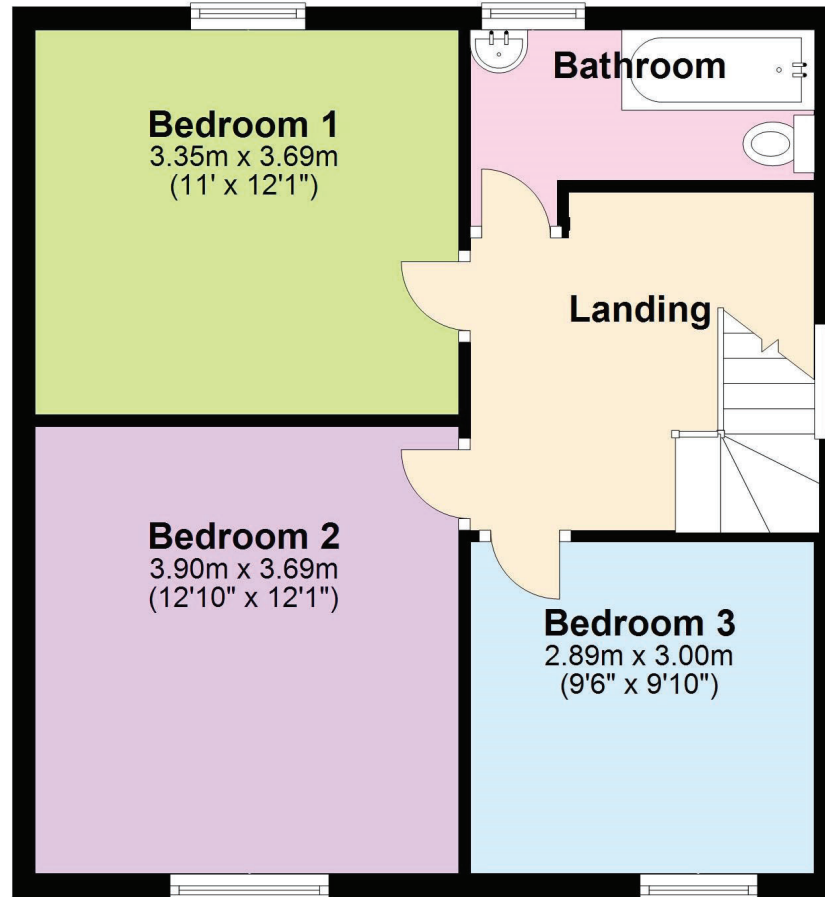 Bathroom
Bedroom 1
3.35m x 3.69m
(11' x 12'1")
Landing
Bedroom 2
3.90m x 3.69m
(12'10" x 12'1")
Bedroom 3
2.89m x 3.00m
(9'6" x 9'10")